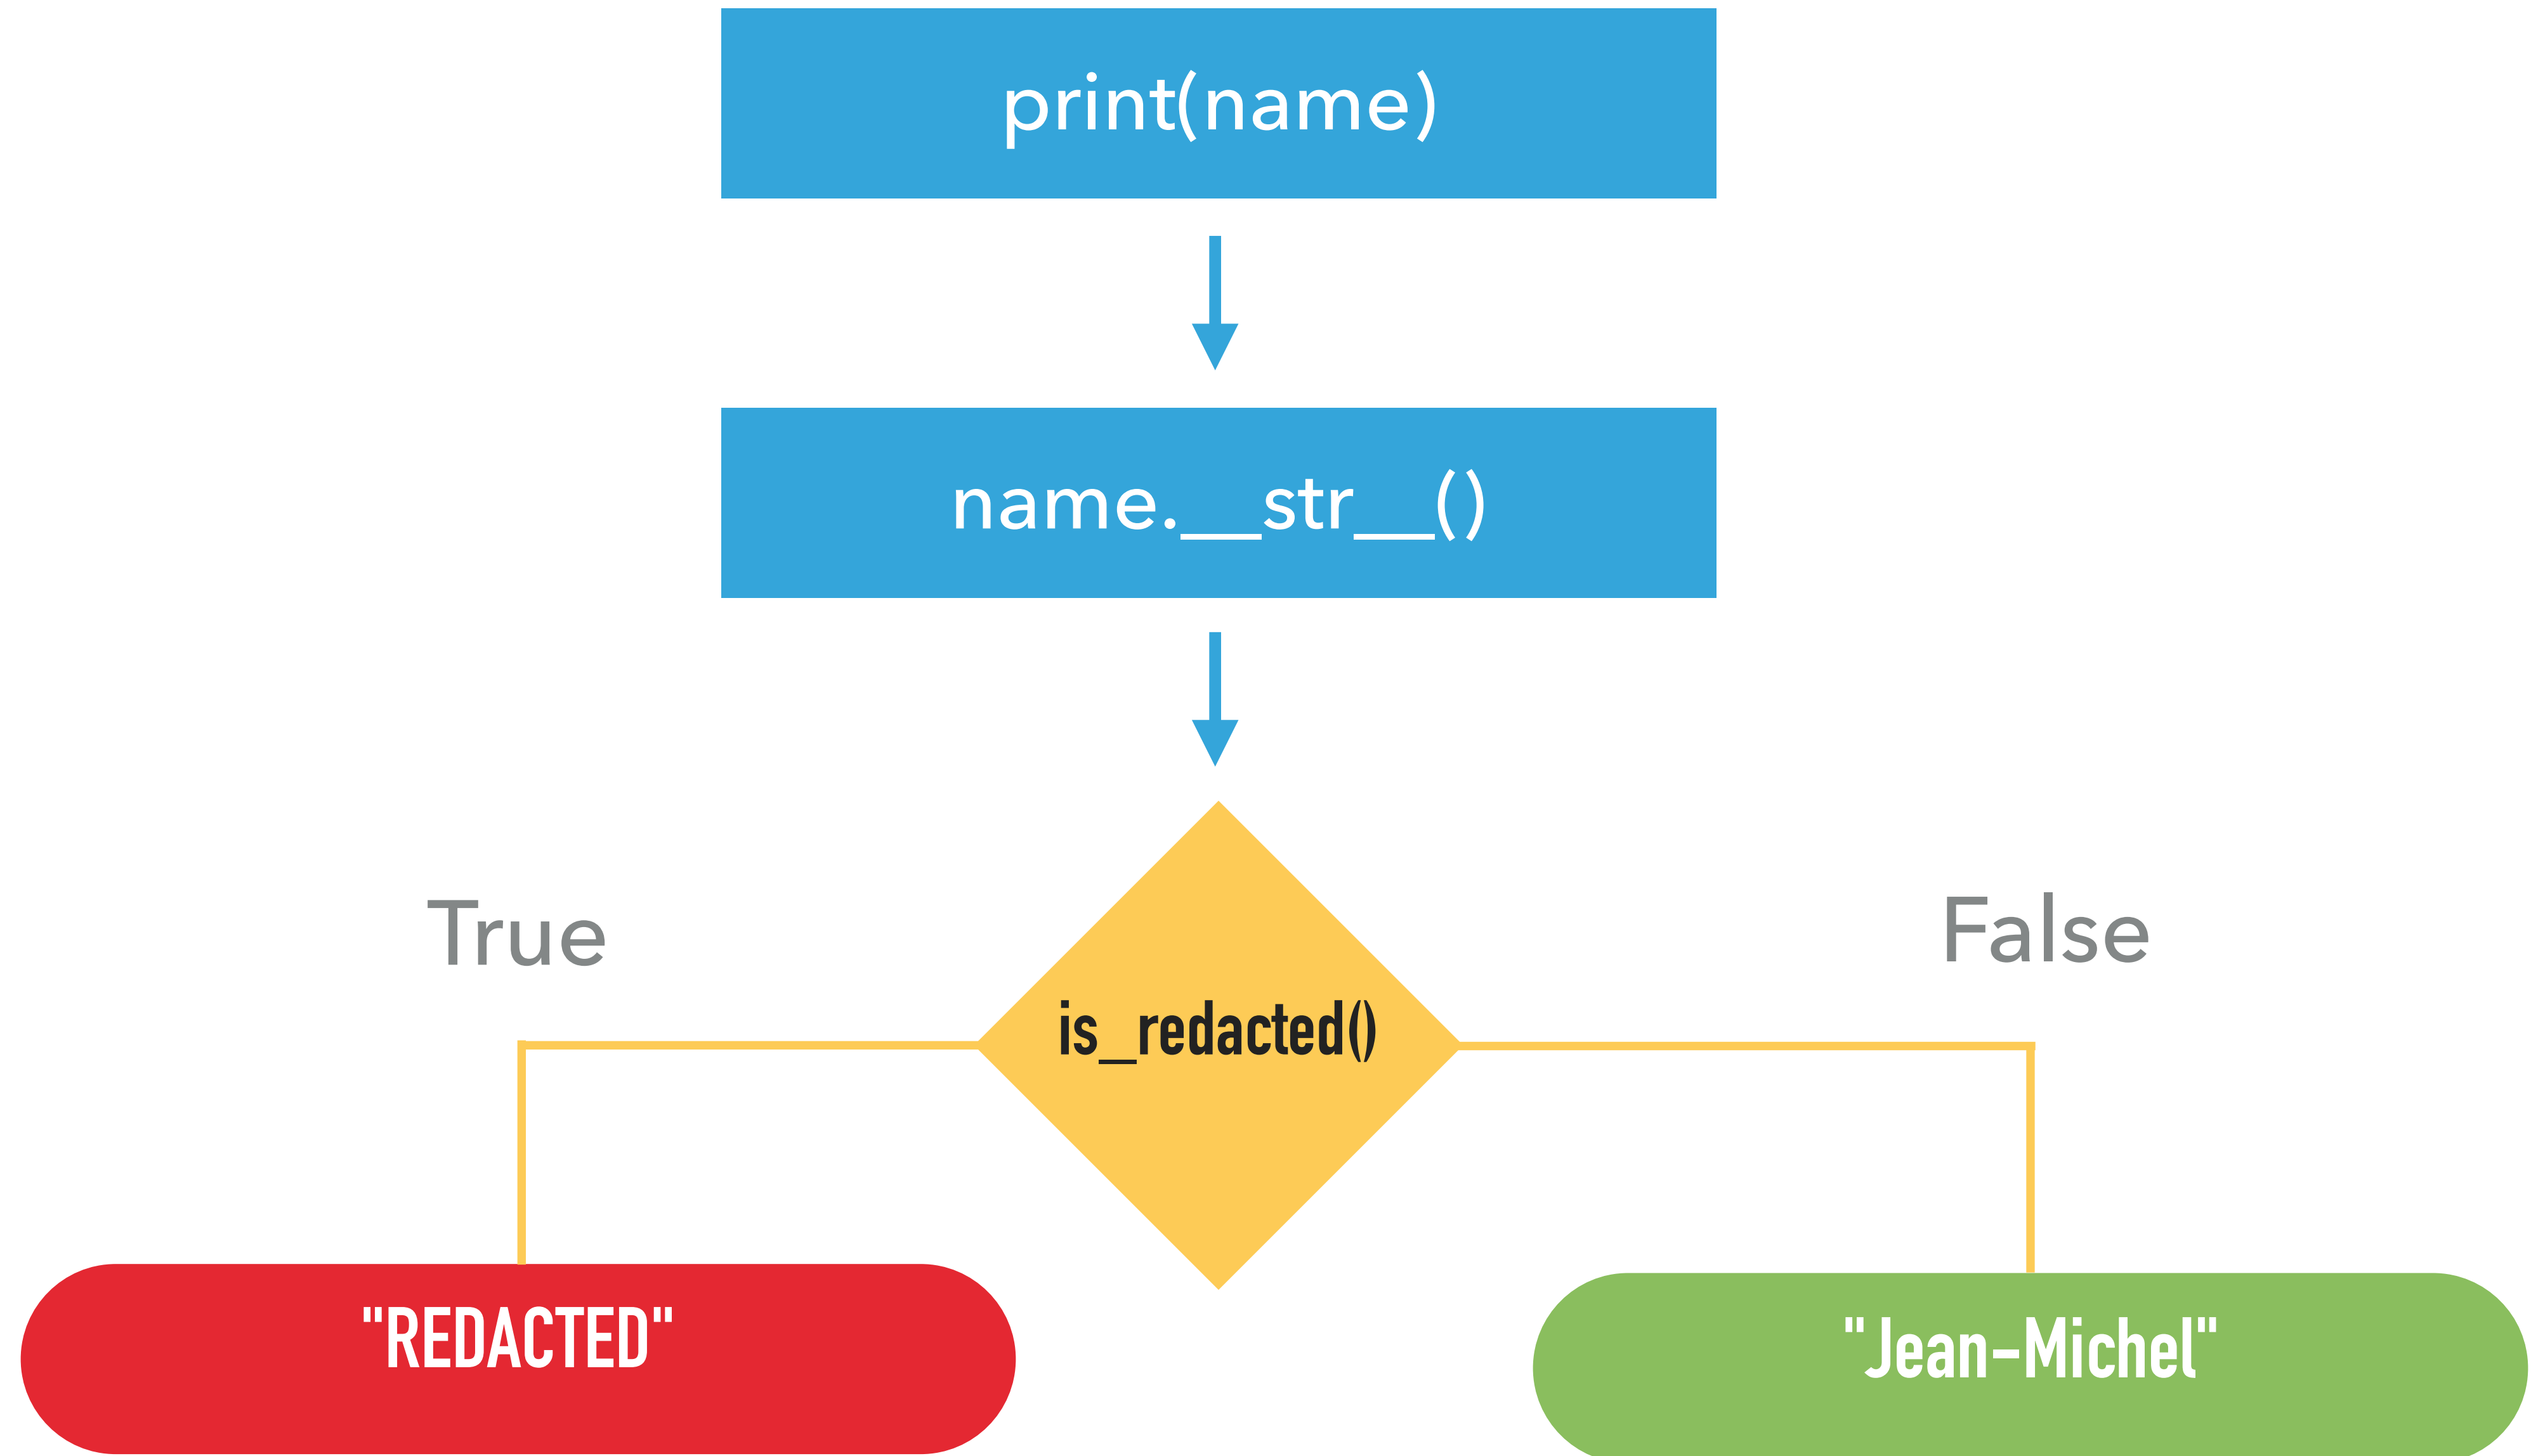 print(name)
name.__str__()
True
False
is_redacted()
"REDACTED"
"Jean-Michel"